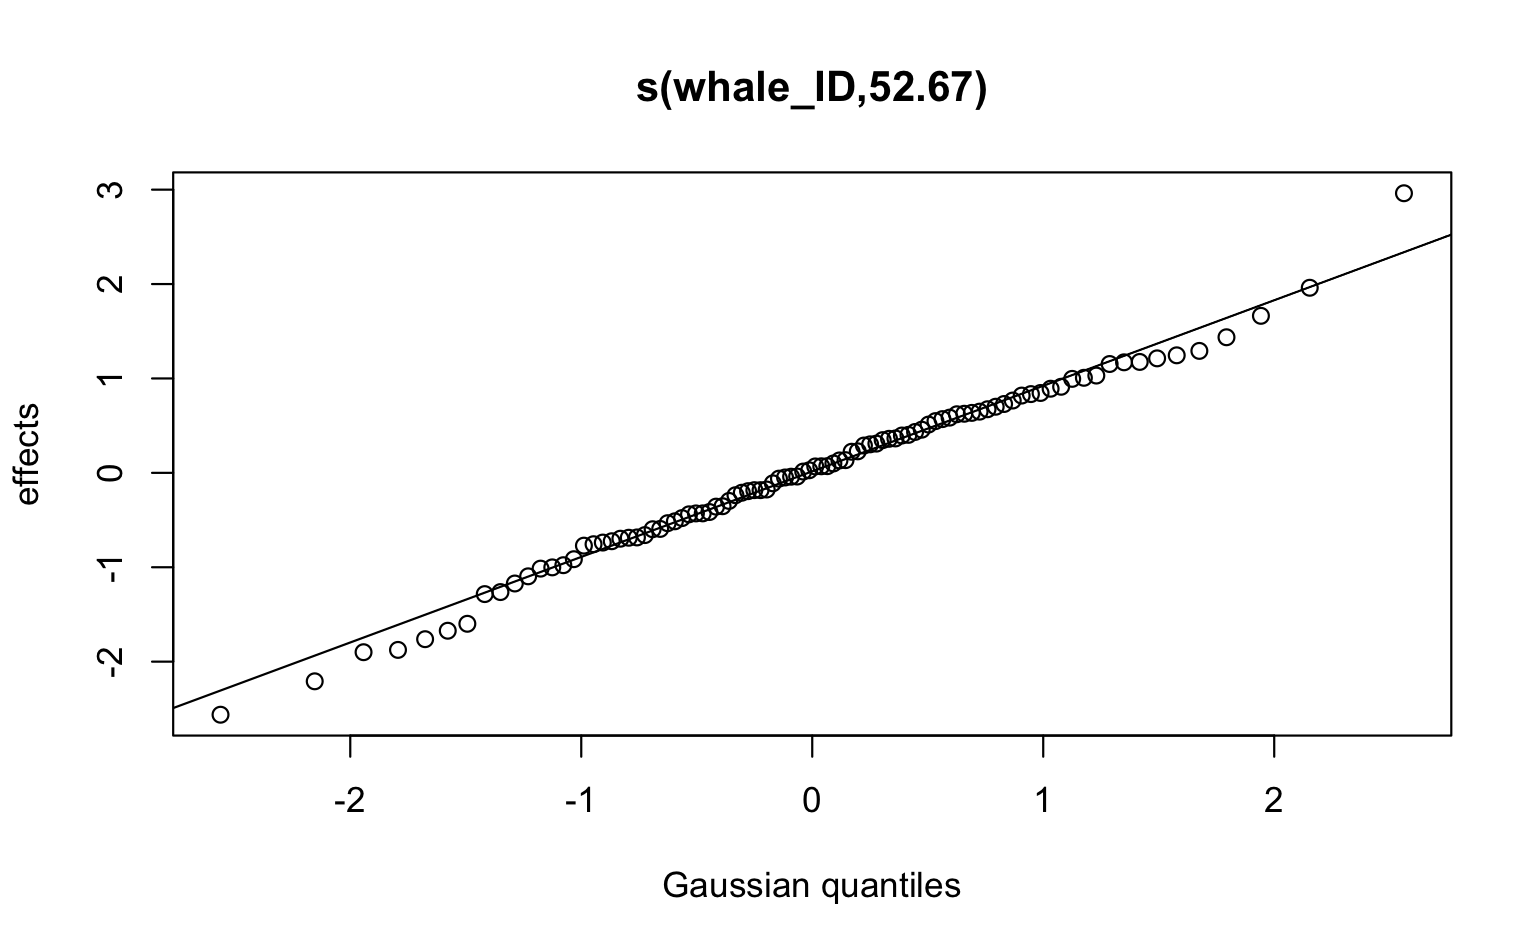 s(whale_ID,52.67)
3
2
1
0
-1
-2
effects
-2 -1 0 1 2
Gaussian quantiles